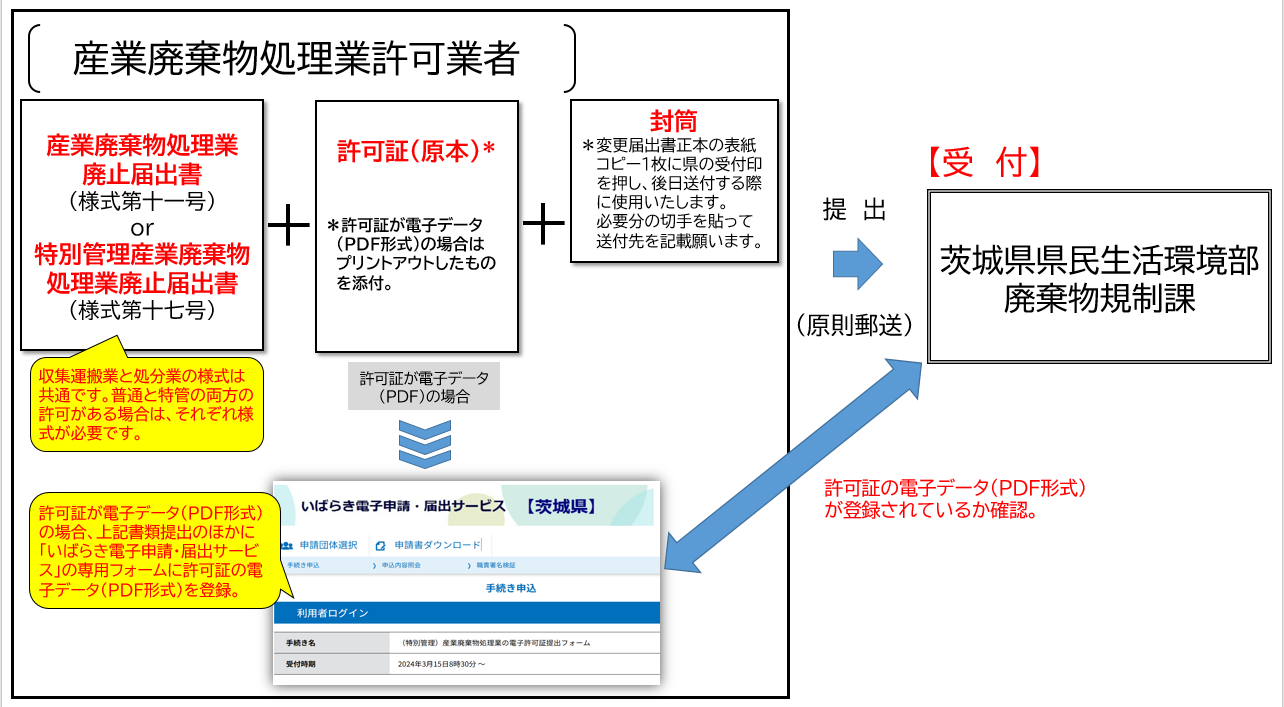 産業廃棄物処理業許可業者
産業廃棄物処理業
廃止届出書
（様式第十一号）
or
特別管理産業廃棄物
処理業廃止届出書
（様式第十七号）
＋
許可証（原本）*
＊許可証が電子データ
（PDF形式）の場合は
プリントアウトしたもの
を添付。
＋
封筒
＊変更届出書正本の表紙
コピー1枚に県の受付印
を押し、後日送付する際
に使用いたします。
必要分の切手を貼って
送付先を記載願います。
提 出
（原則郵送）
【受 付】
茨城県県民生活環境部
廃棄物規制課
収集運搬業と処分業の様式は
共通です。普通と特管の両方の
許可がある場合は、それぞれ様
式が必要です。
許可証が電子データ
（PDF）の場合
許可証が電子データ（PDF形式）
の場合、上記書類提出のほかに
「いばらき電子申請・届出サービ
ス」の専用フォームに許可証の電
子データ（PDF形式）を登録。
いばらき電子申請・届出サービス 【茨城県】
申請団体選択 申請書ダウンロード
手続き申込 ＞ 申込内容照会 ＞ 職責署名検証
手続き申込
利用者ログイン
手続き名 （特別管理）産業廃棄物処理業の電子許可証提出フォーム
受付時期 2024年3月15日8時30分 ～
許可証の電子データ（PDF形式）
が登録されているか確認。